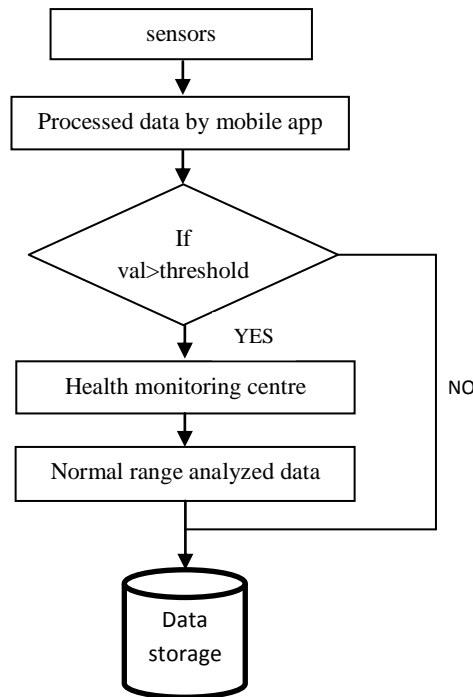 sensors
Processed data by mobile app
If
val>threshold
YES
Health monitoring centre
NO
Normal range analyzed data
Data
storage